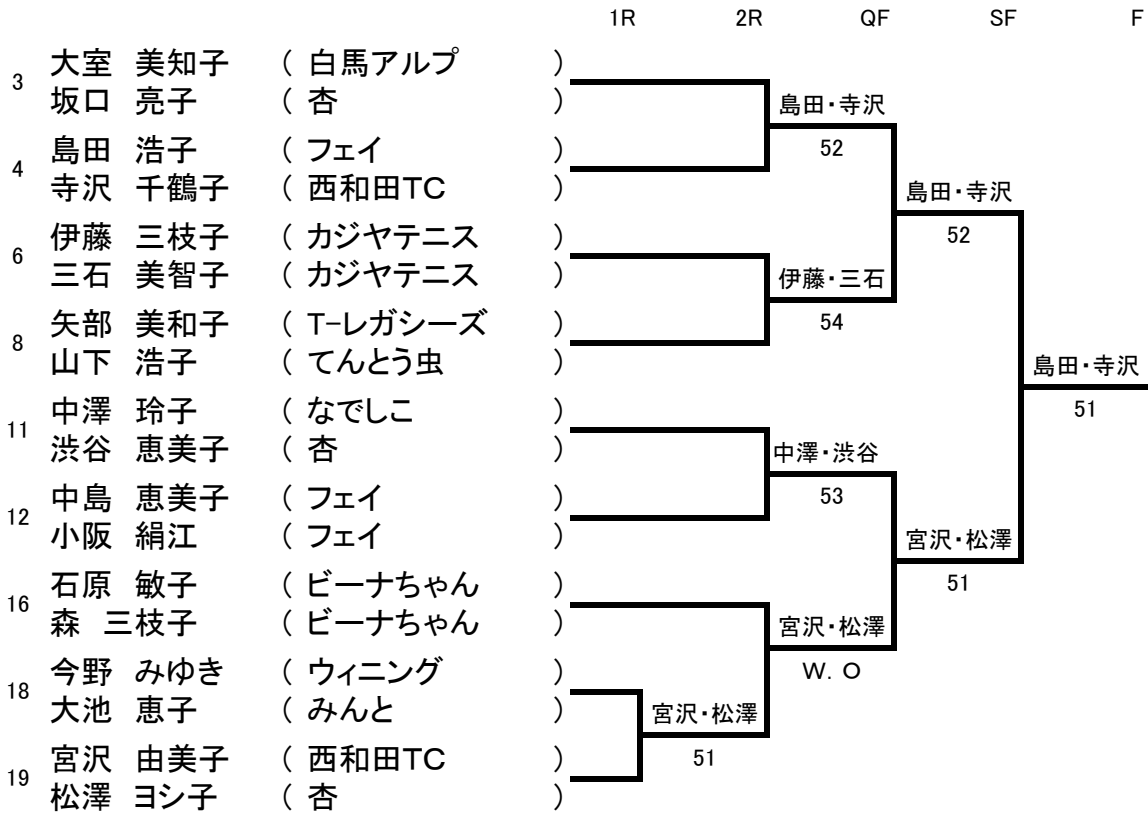 1R 2R QF SF F
3 大室 美知子 ( 白馬アルプ )
坂口 亮子 ( 杏 )
島田・寺沢
52
4 島田 浩子 ( フェイ )
寺沢 千鶴子 ( 西和田TC )
島田・寺沢
52
6 伊藤 三枝子 ( カジヤテニス )
三石 美智子 ( カジヤテニス )
伊藤・三石
54
8 矢部 美和子 ( T-レガシーズ )
山下 浩子 ( てんとう虫 )
島田・寺沢
51
11 中澤 玲子 ( なでしこ )
渋谷 恵美子 ( 杏 )
中澤・渋谷
53
12 中島 恵美子 ( フェイ )
小阪 絹江 ( フェイ )
宮沢・松澤
51
16 石原 敏子 ( ビーナちゃん )
森 三枝子 ( ビーナちゃん )
宮沢・松澤
W.O
18 今野 みゆき ( ウィニング )
大池 恵子 ( みんと )
宮沢・松澤
51
19 宮沢 由美子 ( 西和田TC )
松澤 ヨシ子 ( 杏 )